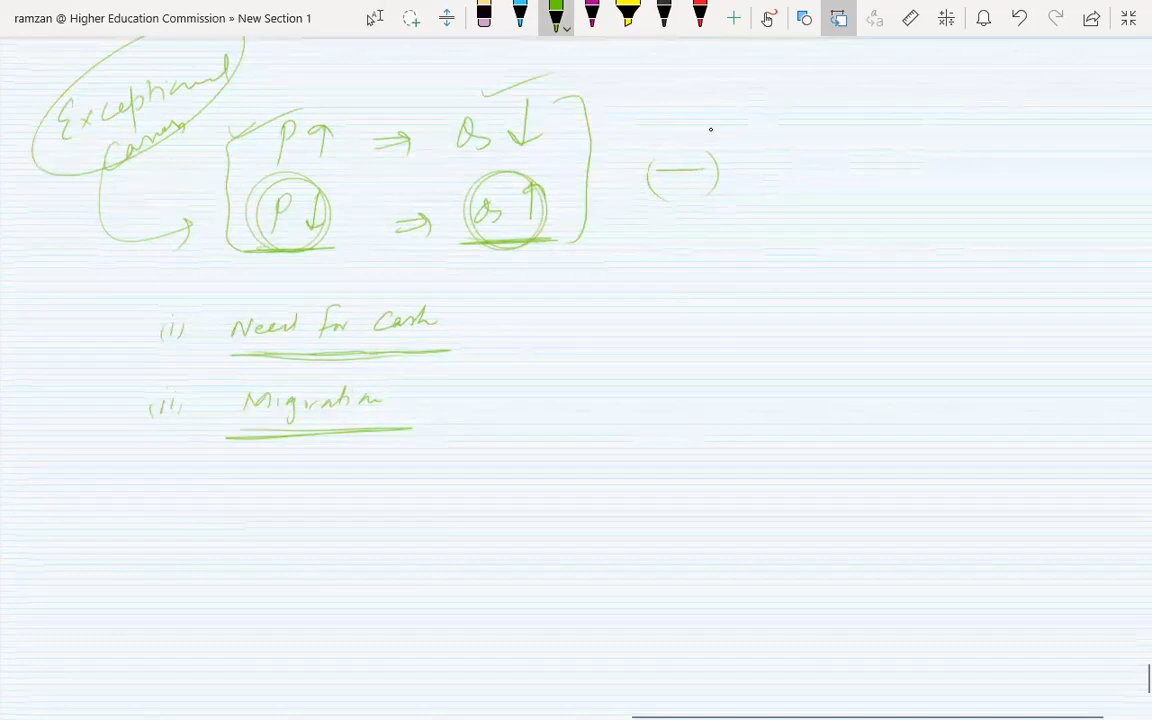 ramzan @ Higher Education Commission » New Section 1
Exceptional
Cases
P ↑ ⇒ Qs ↓
(—)
P ↓ ⇒ Qs ↑
(i) Need for Cash
(ii) Migration